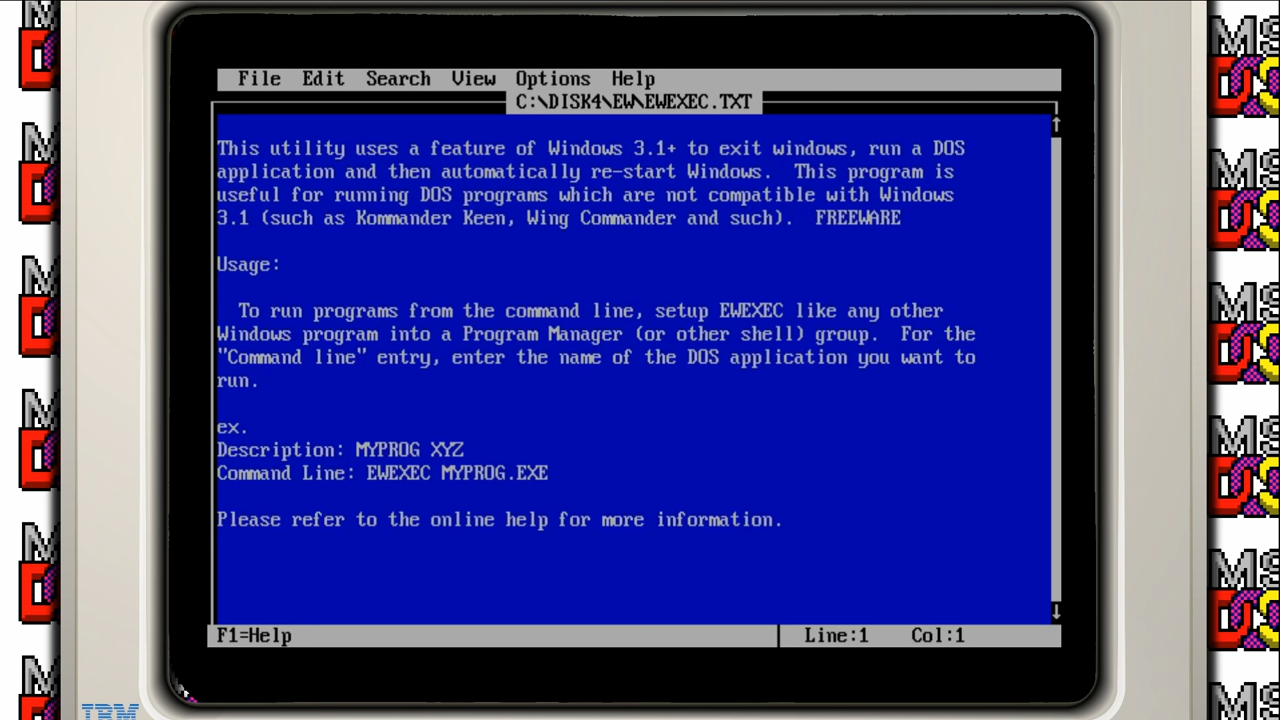 File Edit Search View Options Help
C:\DISK4\EW\EWEXEC.TXT
This utility uses a feature of Windows 3.1+ to exit windows, run a DOS
application and then automatically re-start Windows.  This program is
useful for running DOS programs which are not compatible with Windows
3.1 (such as Kommander Keen, Wing Commander and such).  FREEWARE
Usage:
To run programs from the command line, setup EWEXEC like any other
Windows program into a Program Manager (or other shell) group.  For the
"Command line" entry, enter the name of the DOS application you want to
run.
ex.
Description: MYPROG XYZ
Command Line: EWEXEC MYPROG.EXE
Please refer to the online help for more information.
F1=Help Line:1 Col:1